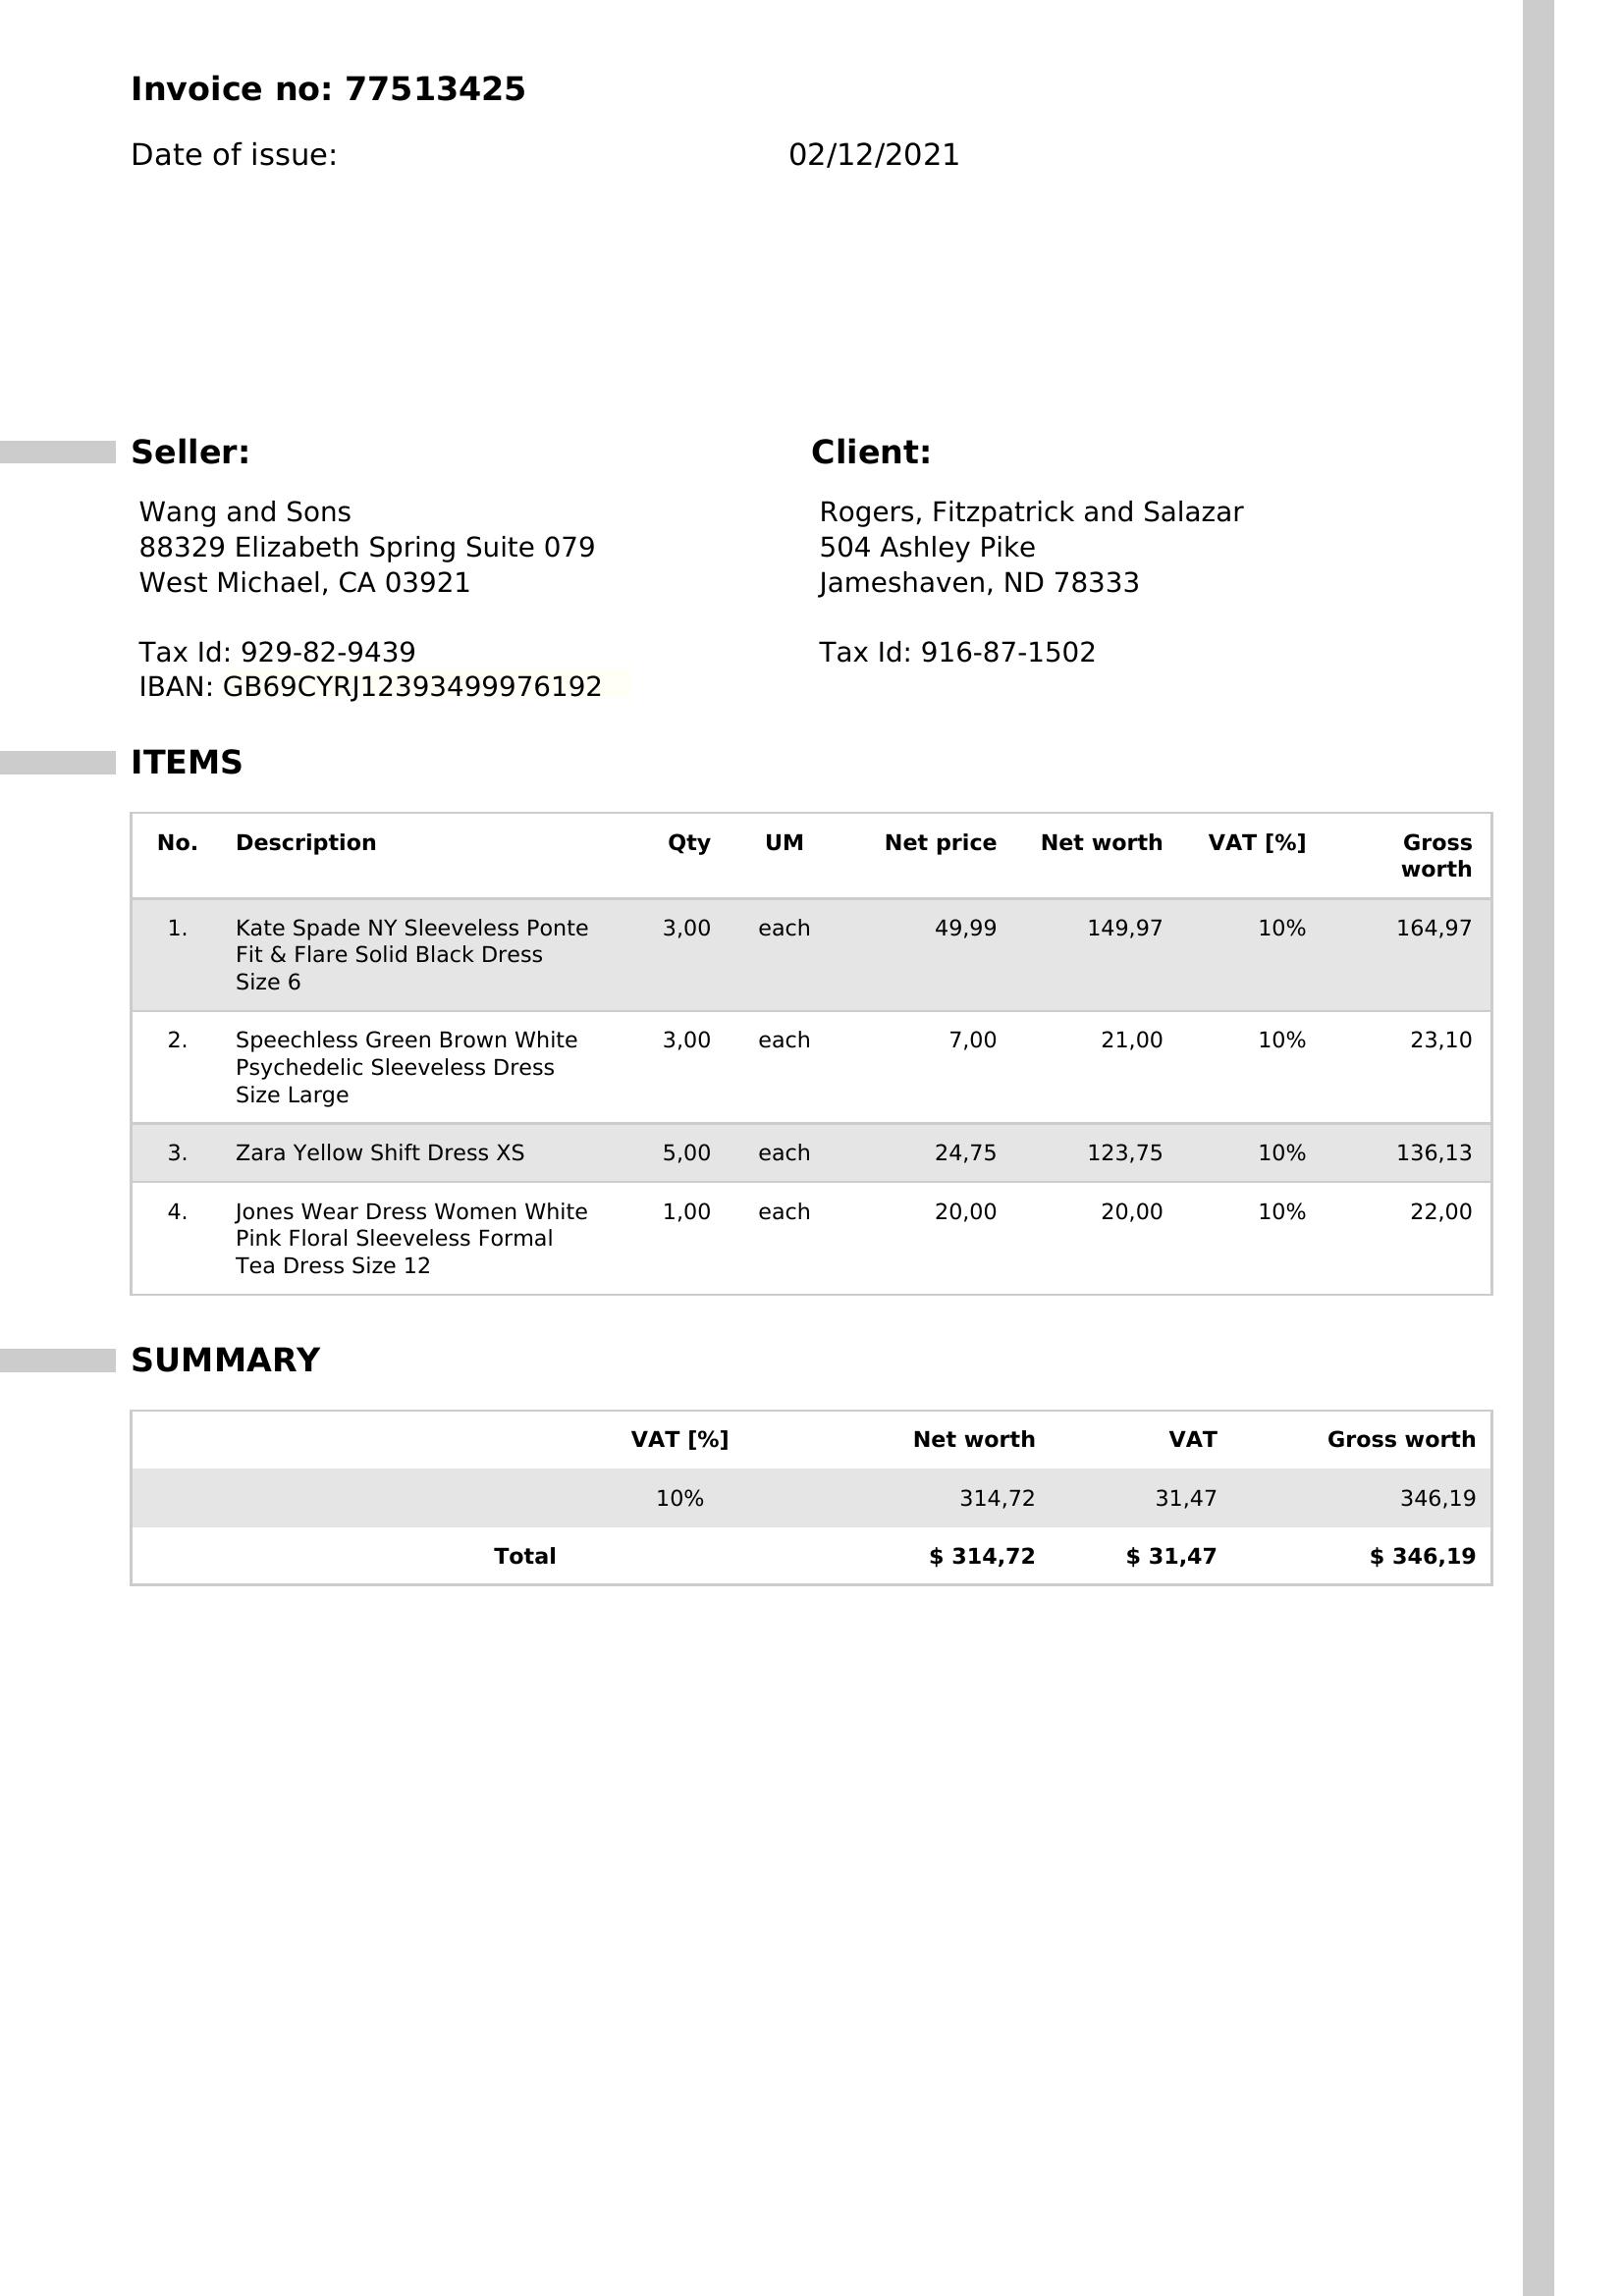 Invoice no: 77513425
Date of issue: 02/12/2021
Seller:
Wang and Sons
88329 Elizabeth Spring Suite 079
West Michael, CA 03921
Tax Id: 929-82-9439
IBAN: GB69CYRJ12393499976192
Client:
Rogers, Fitzpatrick and Salazar
504 Ashley Pike
Jameshaven, ND 78333
Tax Id: 916-87-1502
ITEMS
No. Description Qty UM Net price Net worth VAT [%] Gross
worth
1. Kate Spade NY Sleeveless Ponte 3,00 each 49,99 149,97 10% 164,97
Fit & Flare Solid Black Dress
Size 6
2. Speechless Green Brown White 3,00 each 7,00 21,00 10% 23,10
Psychedelic Sleeveless Dress
Size Large
3. Zara Yellow Shift Dress XS 5,00 each 24,75 123,75 10% 136,13
4. Jones Wear Dress Women White 1,00 each 20,00 20,00 10% 22,00
Pink Floral Sleeveless Formal
Tea Dress Size 12
SUMMARY
VAT [%] Net worth VAT Gross worth
10% 314,72 31,47 346,19
Total $ 314,72 $ 31,47 $ 346,19